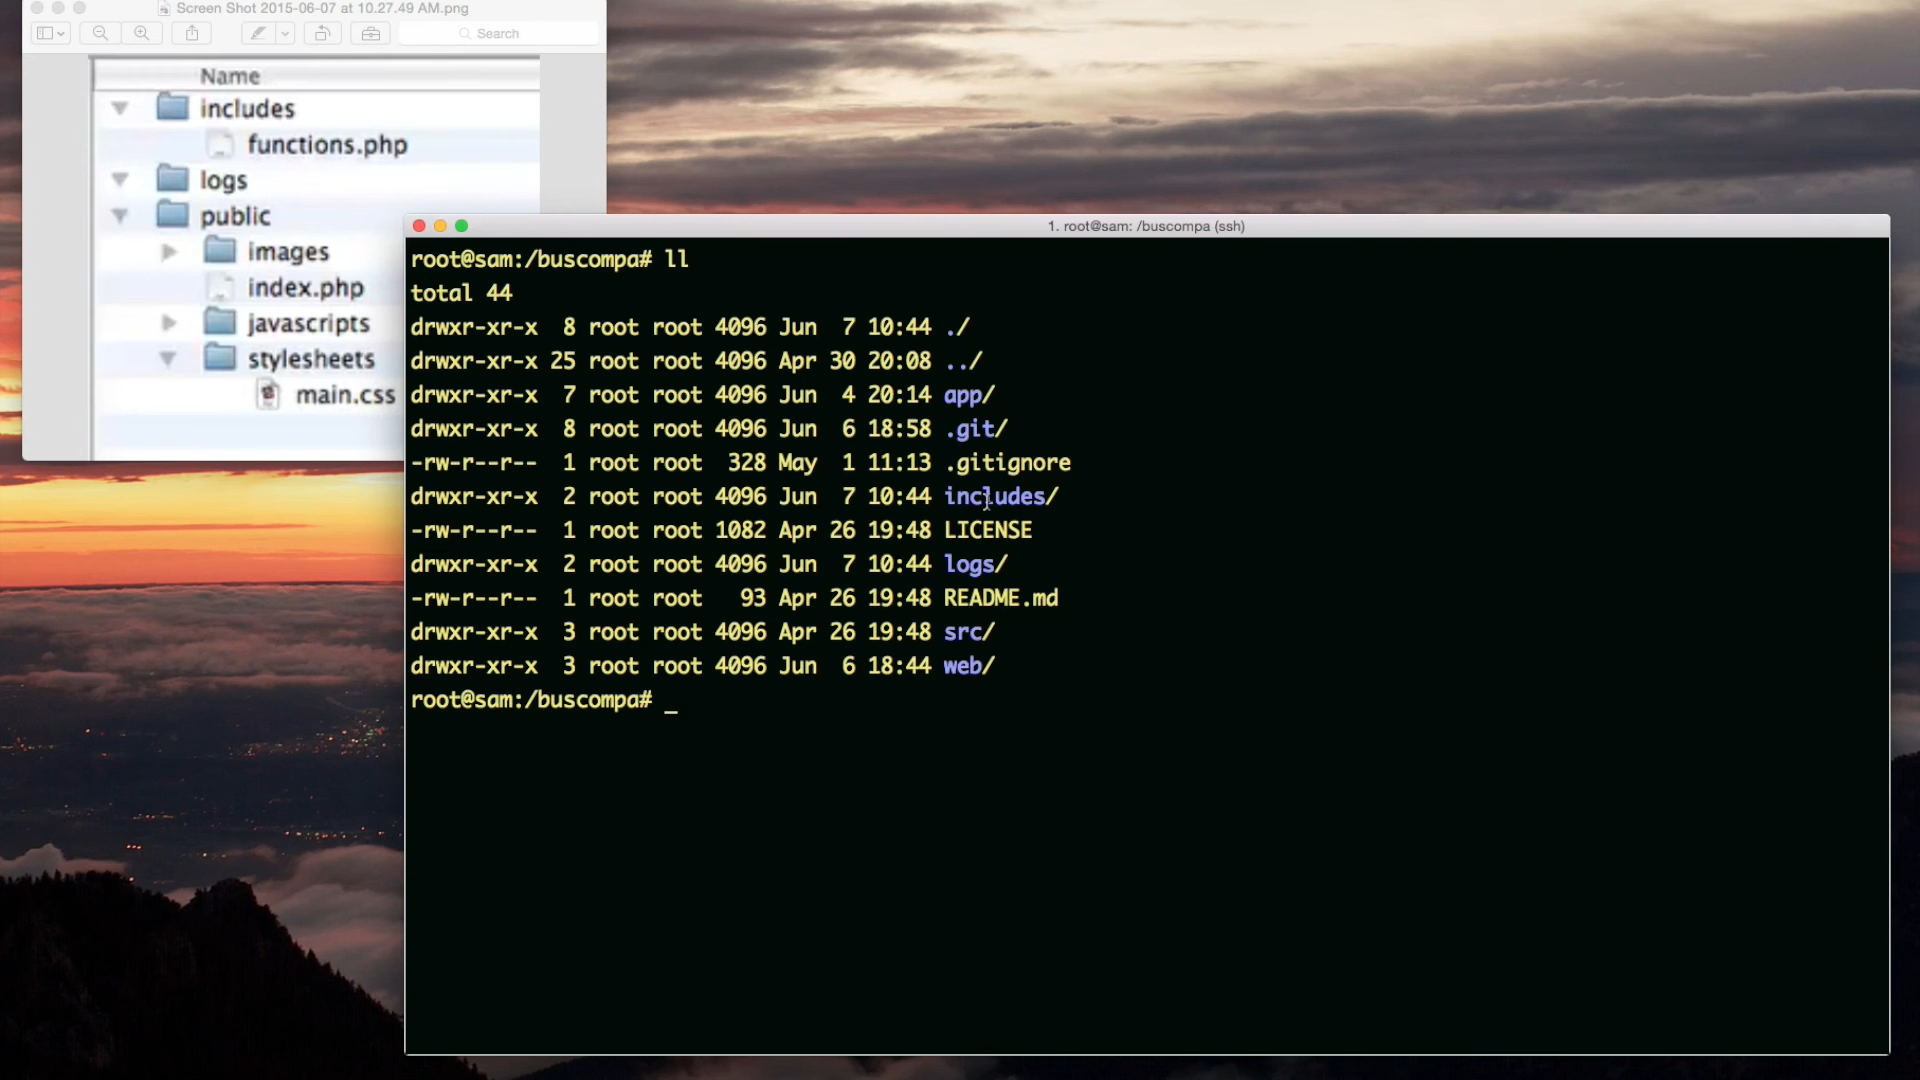 Screen Shot 2015-06-07 at 10.27.49 AM.png
Search
Name
includes
functions.php
logs
public
images
index.php
javascripts
stylesheets
main.css
1. root@sam: /buscompa (ssh)
root@sam:/buscompa# ll
total 44
drwxr-xr-x  8 root root 4096 Jun  7 10:44 ./
drwxr-xr-x 25 root root 4096 Apr 30 20:08 ../
drwxr-xr-x  7 root root 4096 Jun  4 20:14 app/
drwxr-xr-x  8 root root 4096 Jun  6 18:58 .git/
-rw-r--r--  1 root root  328 May  1 11:13 .gitignore
drwxr-xr-x  2 root root 4096 Jun  7 10:44 includes/
-rw-r--r--  1 root root 1082 Apr 26 19:48 LICENSE
drwxr-xr-x  2 root root 4096 Jun  7 10:44 logs/
-rw-r--r--  1 root root   93 Apr 26 19:48 README.md
drwxr-xr-x  3 root root 4096 Apr 26 19:48 src/
drwxr-xr-x  3 root root 4096 Jun  6 18:44 web/
root@sam:/buscompa# _